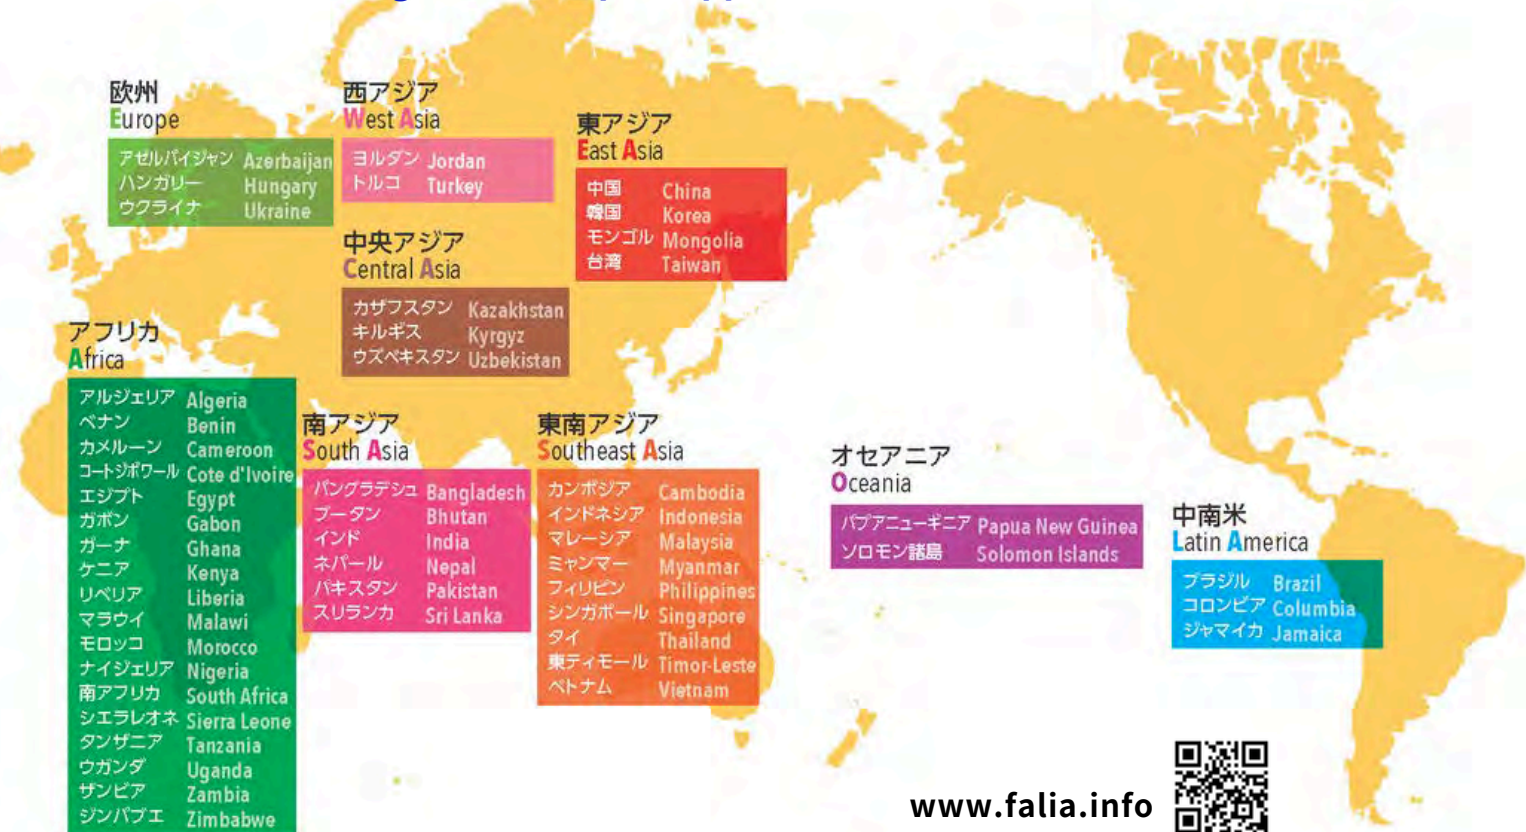 欧州
Europe
アゼルバイジャン Azerbaijan
ハンガリー Hungary
ウクライナ Ukraine
西アジア
West Asia
ヨルダン Jordan
トルコ Turkey
東アジア
East Asia
中国 China
韓国 Korea
モンゴル Mongolia
台湾 Taiwan
中央アジア
Central Asia
カザフスタン Kazakhstan
キルギス Kyrgyz
ウズベキスタン Uzbekistan
アフリカ
Africa
アルジェリア Algeria
ベナン Benin
カメルーン Cameroon
コートジボワール Cote d'Ivoire
エジプト Egypt
ガボン Gabon
ガーナ Ghana
ケニア Kenya
リベリア Liberia
マラウイ Malawi
モロッコ Morocco
ナイジェリア Nigeria
南アフリカ South Africa
シエラレオネ Sierra Leone
タンザニア Tanzania
ウガンダ Uganda
ザンビア Zambia
ジンバブエ Zimbabwe
南アジア
South Asia
バングラデシュ Bangladesh
ブータン Bhutan
インド India
ネパール Nepal
パキスタン Pakistan
スリランカ Sri Lanka
東南アジア
Southeast Asia
カンボジア Cambodia
インドネシア Indonesia
マレーシア Malaysia
ミャンマー Myanmar
フィリピン Philippines
シンガポール Singapore
タイ Thailand
東ティモール Timor-Leste
ベトナム Vietnam
オセアニア
Oceania
パプアニューギニア Papua New Guinea
ソロモン諸島 Solomon Islands
中南米
Latin America
ブラジル Brazil
コロンビア Columbia
ジャマイカ Jamaica
www.falia.info